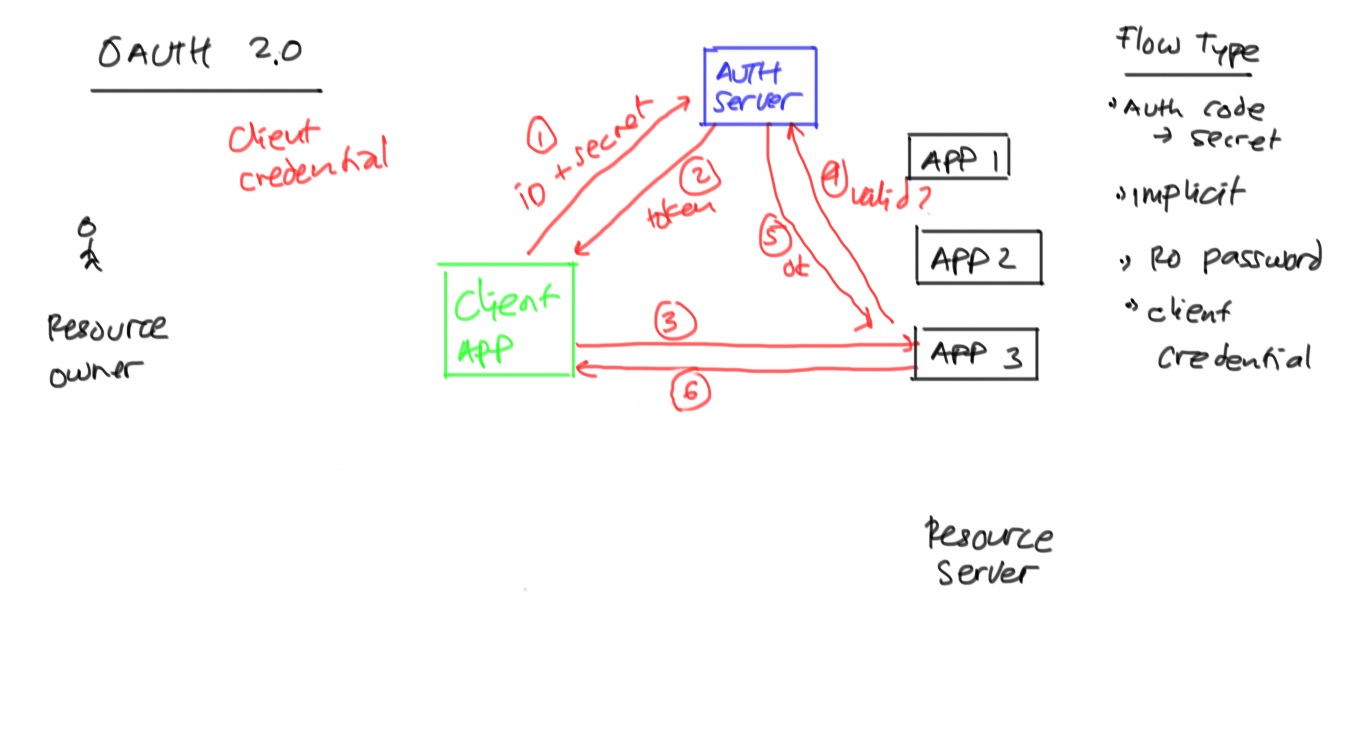 OAUTH 2.0
Client
credential
Resource
owner
AUTH
Server
1
ID + secret
2
token
4
valid?
5
ok
Client
APP
3
6
APP 1
APP 2
APP 3
Resource
Server
Flow Type
Auth code
→ secret
Implicit
RO password
client
credential